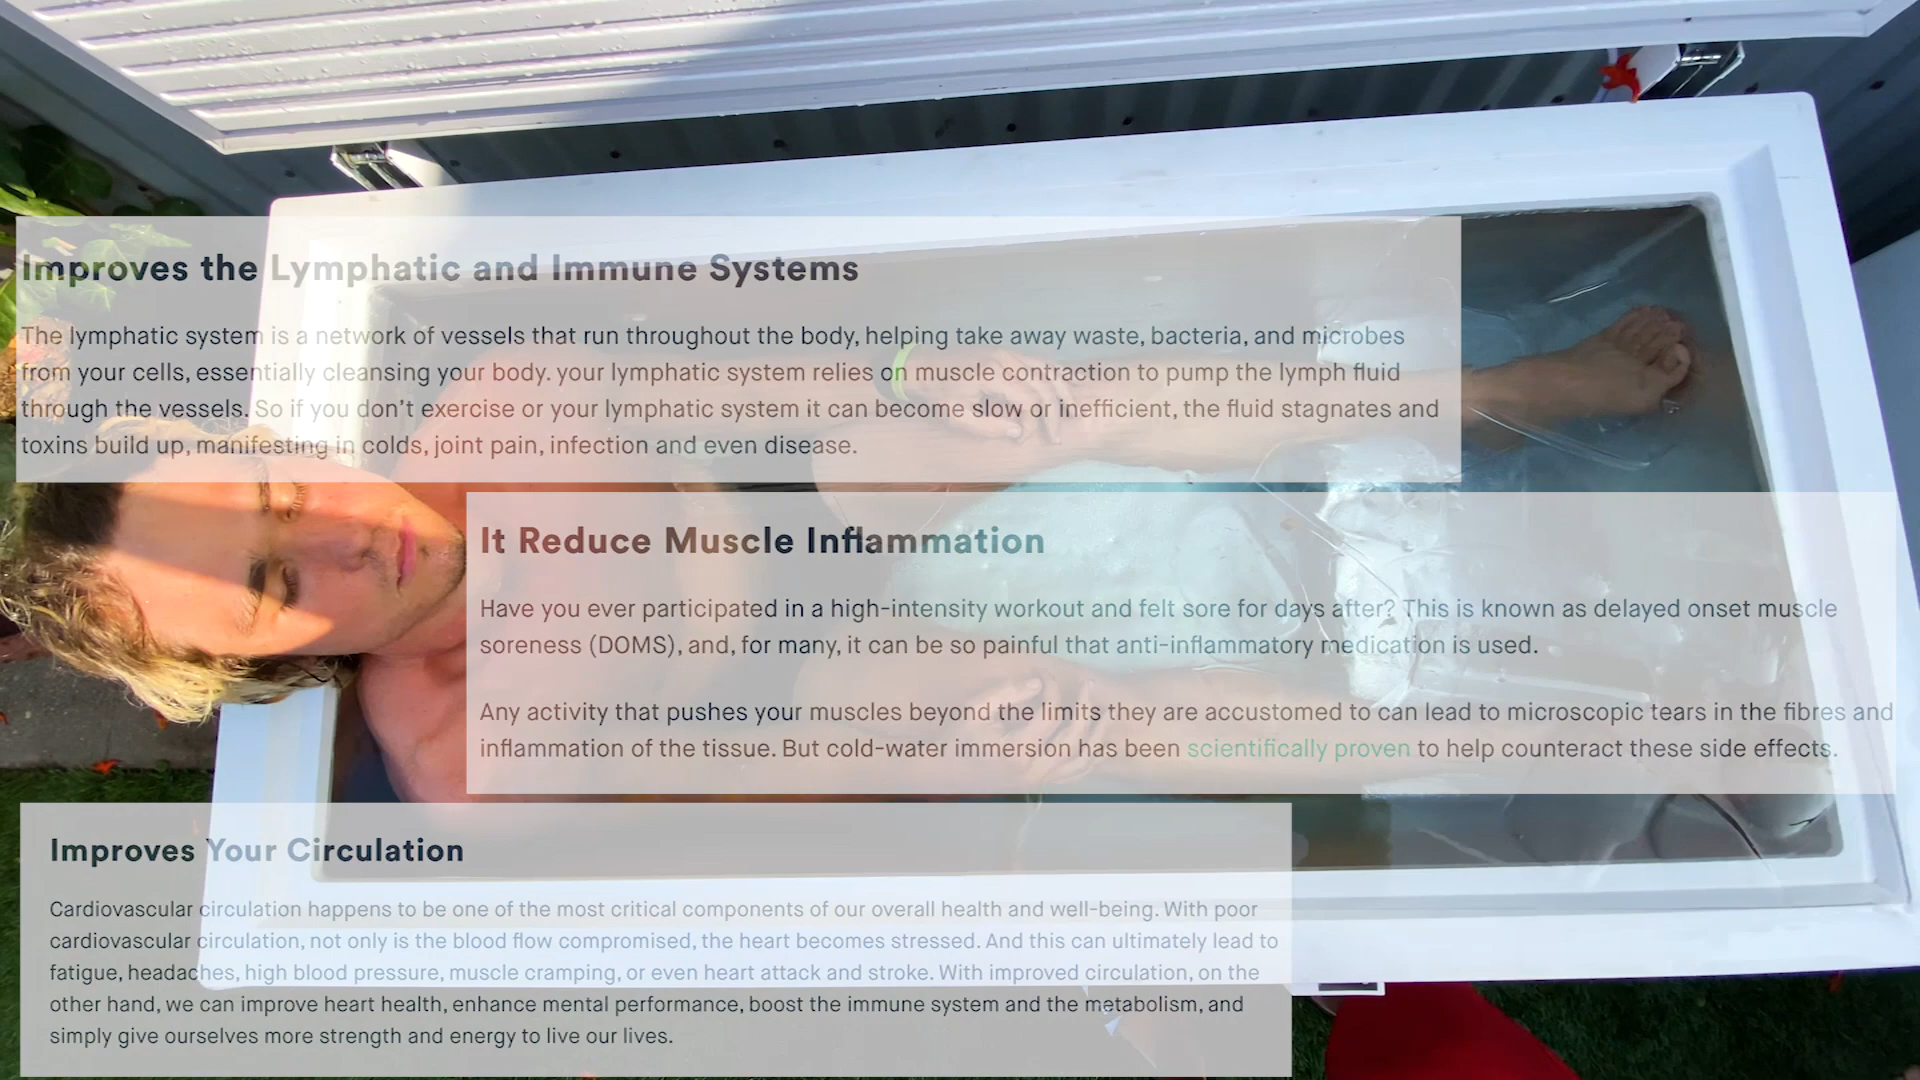 Improves the Lymphatic and Immune Systems
The lymphatic system is a network of vessels that run throughout the body, helping take away waste, bacteria, and microbes
from your cells, essentially cleansing your body. your lymphatic system relies on muscle contraction to pump the lymph fluid
through the vessels. So if you don't exercise or your lymphatic system it can become slow or inefficient, the fluid stagnates and
toxins build up, manifesting in colds, joint pain, infection and even disease.
It Reduce Muscle Inflammation
Have you ever participated in a high-intensity workout and felt sore for days after? This is known as delayed onset muscle
soreness (DOMS), and, for many, it can be so painful that anti-inflammatory medication is used.
Any activity that pushes your muscles beyond the limits they are accustomed to can lead to microscopic tears in the fibres and
inflammation of the tissue. But cold-water immersion has been scientifically proven to help counteract these side effects.
Improves Your Circulation
Cardiovascular circulation happens to be one of the most critical components of our overall health and well-being. With poor
cardiovascular circulation, not only is the blood flow compromised, the heart becomes stressed. And this can ultimately lead to
fatigue, headaches, high blood pressure, muscle cramping, or even heart attack and stroke. With improved circulation, on the
other hand, we can improve heart health, enhance mental performance, boost the immune system and the metabolism, and
simply give ourselves more strength and energy to live our lives.